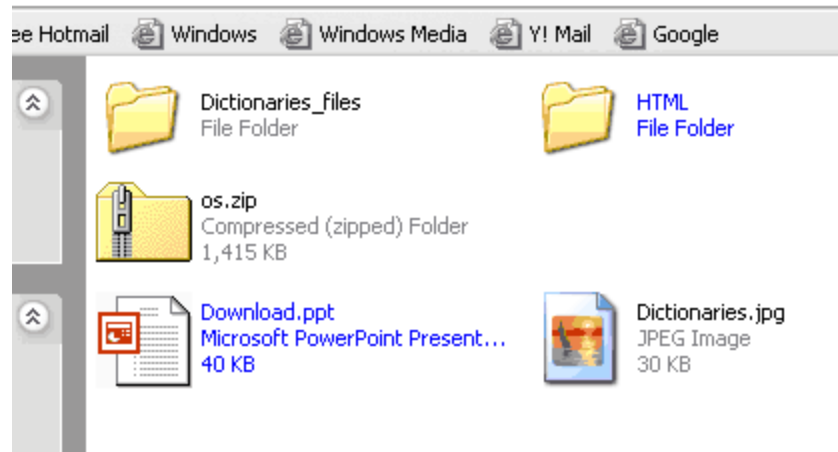 ee Hotmail Windows Windows Media Y! Mail Google
Dictionaries_files
File Folder
HTML
File Folder
os.zip
Compressed (zipped) Folder
1,415 KB
Download.ppt
Microsoft PowerPoint Present...
40 KB
Dictionaries.jpg
JPEG Image
30 KB